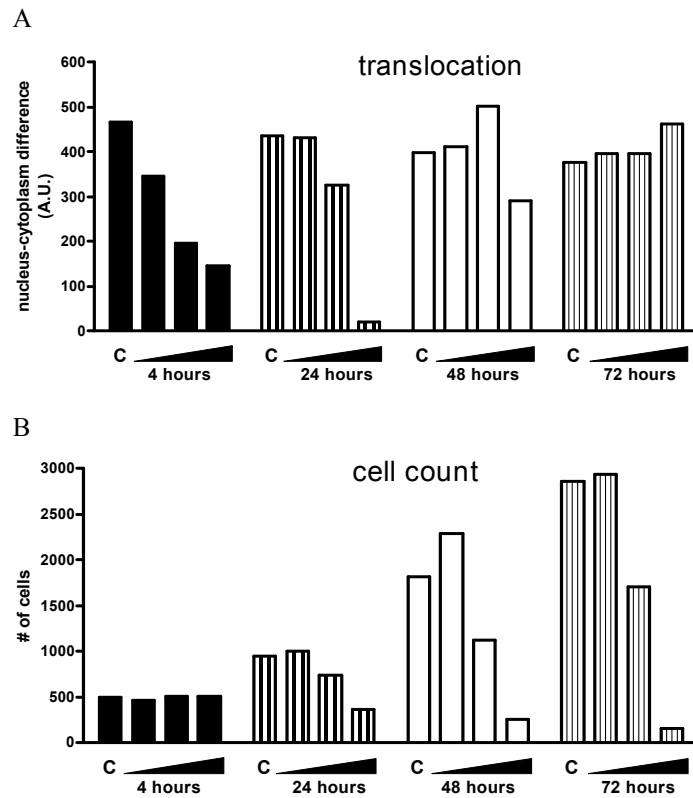 A
translocation
nucleus-cytoplasm difference
(A.U.)
600
500
400
300
200
100
0
C
4 hours
C
24 hours
C
48 hours
C
72 hours
B
cell count
# of cells
3000
2500
2000
1500
1000
500
0
C
4 hours
C
24 hours
C
48 hours
C
72 hours